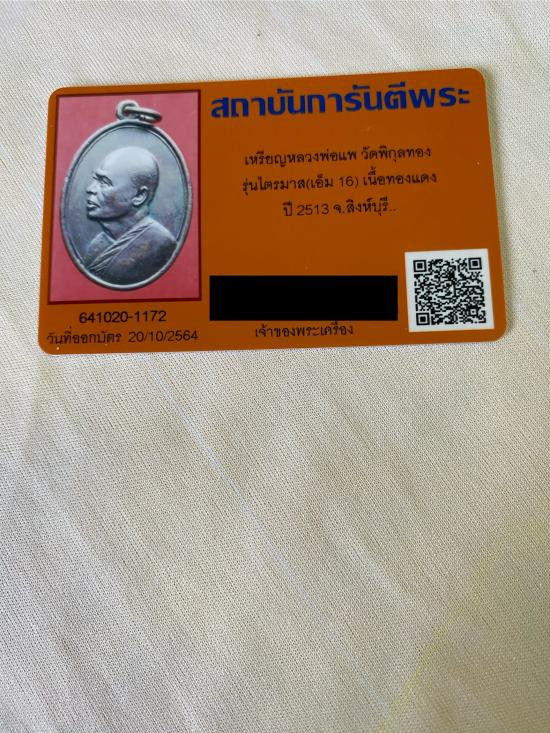 สถาบันการันตีพระ
เหรียญหลวงพ่อแพ วัดพิกุลทอง
รุ่นไตรมาส(เอ็ม 16) เนื้อทองแดง
ปี 2513 จ.สิงห์บุรี..
641020-1172
วันที่ออกบัตร 20/10/2564
เจ้าของพระเครื่อง